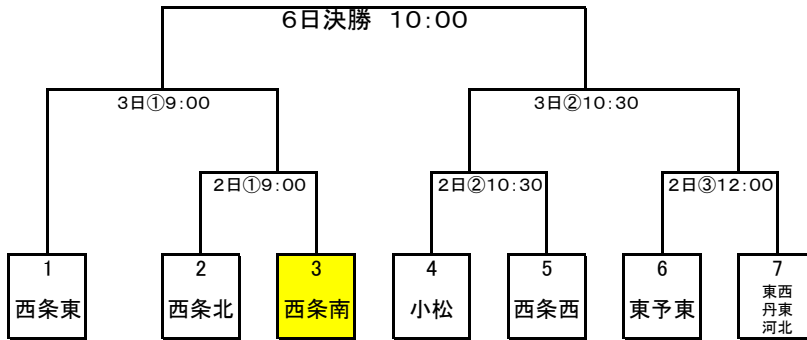 6日決勝 10:00
3日①9:00
3日②10:30
2日①9:00
2日②10:30
2日③12:00
1
西条東
2
西条北
3
西条南
4
小松
5
西条西
6
東予東
7
東西
丹東
河北